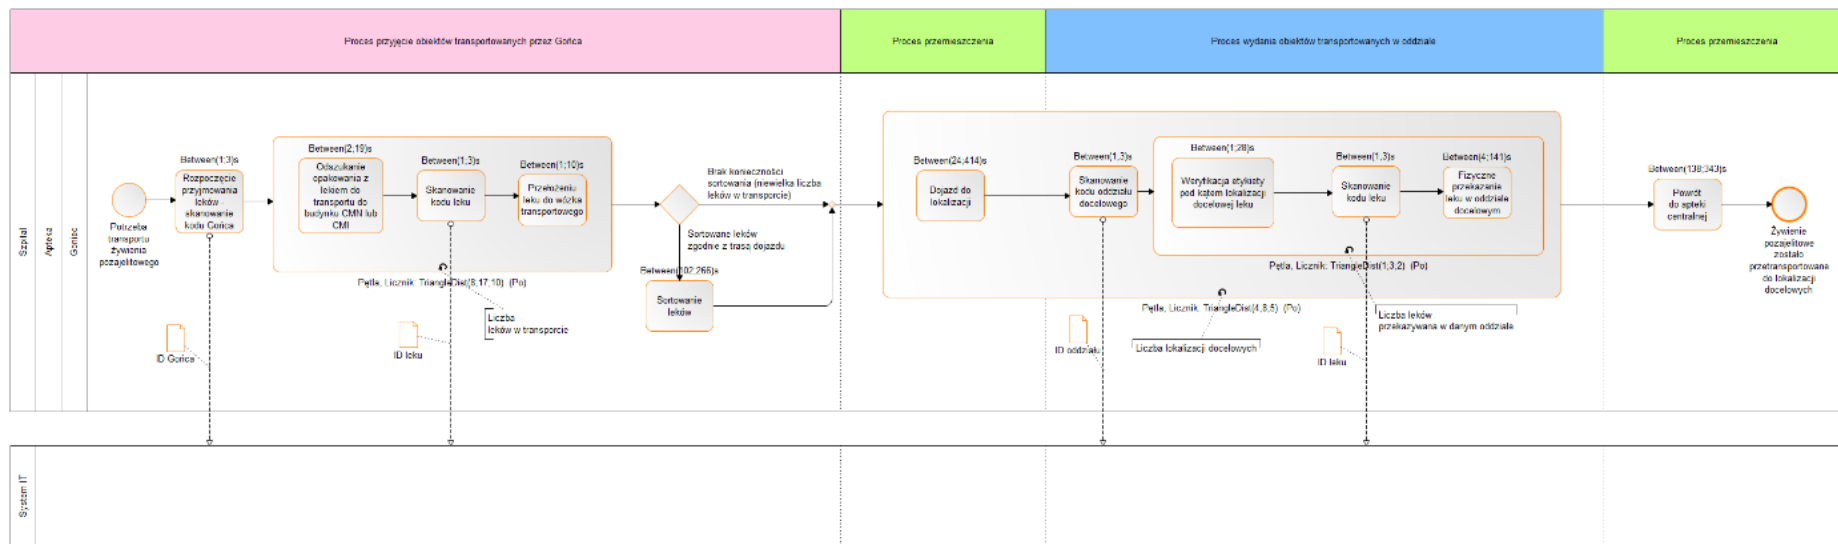 Proces przyjęcie obiektów transportowanych przez Gońca
Proces przemieszczenia
Proces wydania obiektów transportowanych w oddziale
Proces przemieszczenia
Szpital
Apteka
Goniec
Potrzeba
transportu
żywienia
pozajelitowego
Between(1;3)s
Rozpoczęcie
przyjmowania
leków -
skanowanie
kodu Gońca
Between(2;19)s
Odszukanie
opakowania z
lekiem do
transportu do
budynku CMN lub
CMI
Between(1;3)s
Skanowanie
kodu leku
Between(1;10)s
Przełożeniu
leku do wózka
transportowego
Pętla, Licznik: TriangleDist(8,17,10) (Po)
Liczba
leków w transporcie
ID Gońca
ID leku
Brak konieczności
sortowania (niewielka liczba
leków w transporcie)
Sortowane leków
zgodnie z trasą dojazdu
Between(102;266)s
Sortowanie
leków
Between(24;414)s
Dojazd do
lokalizacji
Between(1,3)s
Skanowanie
kodu oddziału
docelowego
Between(1;28)s
Weryfikacja etykiety
pod kątem lokalizacji
docelowej leku
Between(1,3)s
Skanowanie
kodu leku
Between(4;141)s
Fizyczne
przekazanie
leku w oddziale
docelowym
Pętla, Licznik: TriangleDist(1,3,2) (Po)
Pętla, Licznik: TriangleDist(4,8,5) (Po)
Liczba leków
przekazywana w danym oddziale
Liczba lokalizacji docelowych
ID oddziału
ID leku
Between(138;343)s
Powrót
do apteki
centralnej
Żywienie
pozajelitowe
zostało
przetransportowane
do lokalizacji
docelowych
System IT